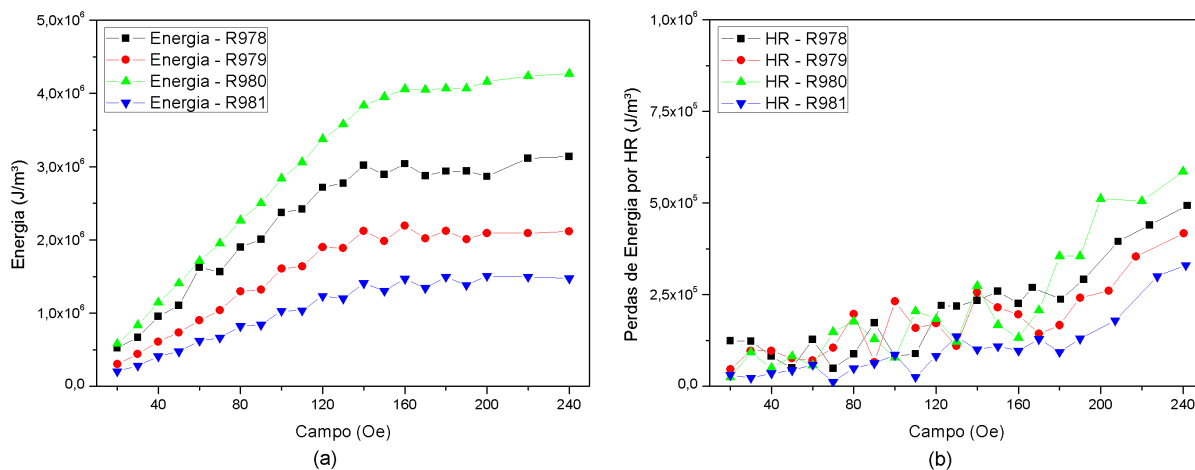 5,0x10⁶
4,0x10⁶
3,0x10⁶
2,0x10⁶
1,0x10⁶
0,0
Energia (J/m³)
Energia - R978
Energia - R979
Energia - R980
Energia - R981
40 80 120 160 200 240
Campo (Oe)
(a)
1,0x10⁶
7,5x10⁵
5,0x10⁵
2,5x10⁵
0,0
Perdas de Energia por HR (J/m³)
HR - R978
HR - R979
HR - R980
HR - R981
40 80 120 160 200 240
Campo (Oe)
(b)